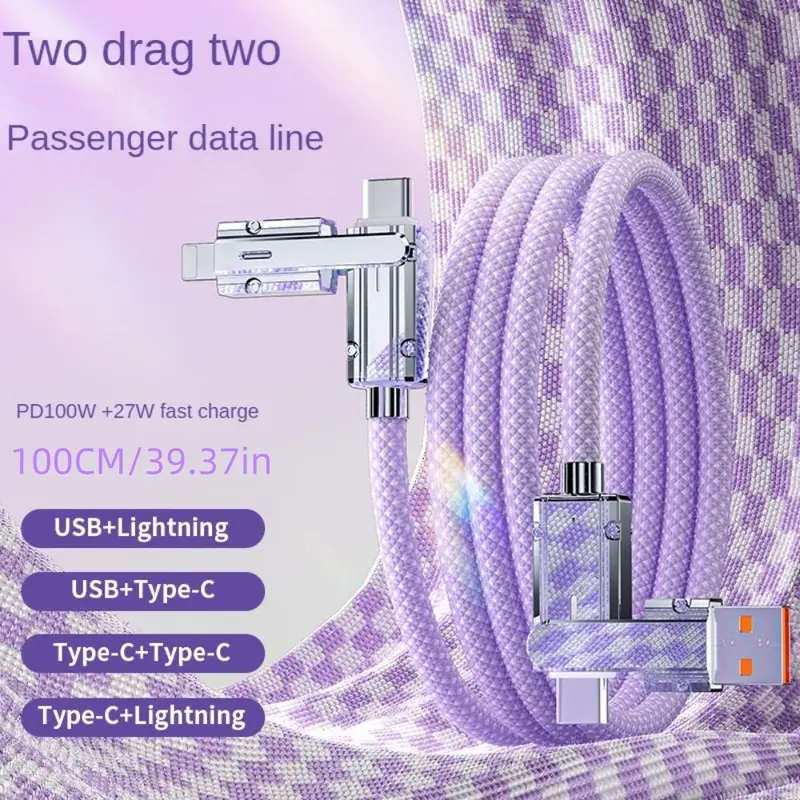 Two drag two
Passenger data line
PD100W +27W fast charge
100CM/39.37in
USB+Lightning
USB+Type-C
Type-C+Type-C
Type-C+Lightning